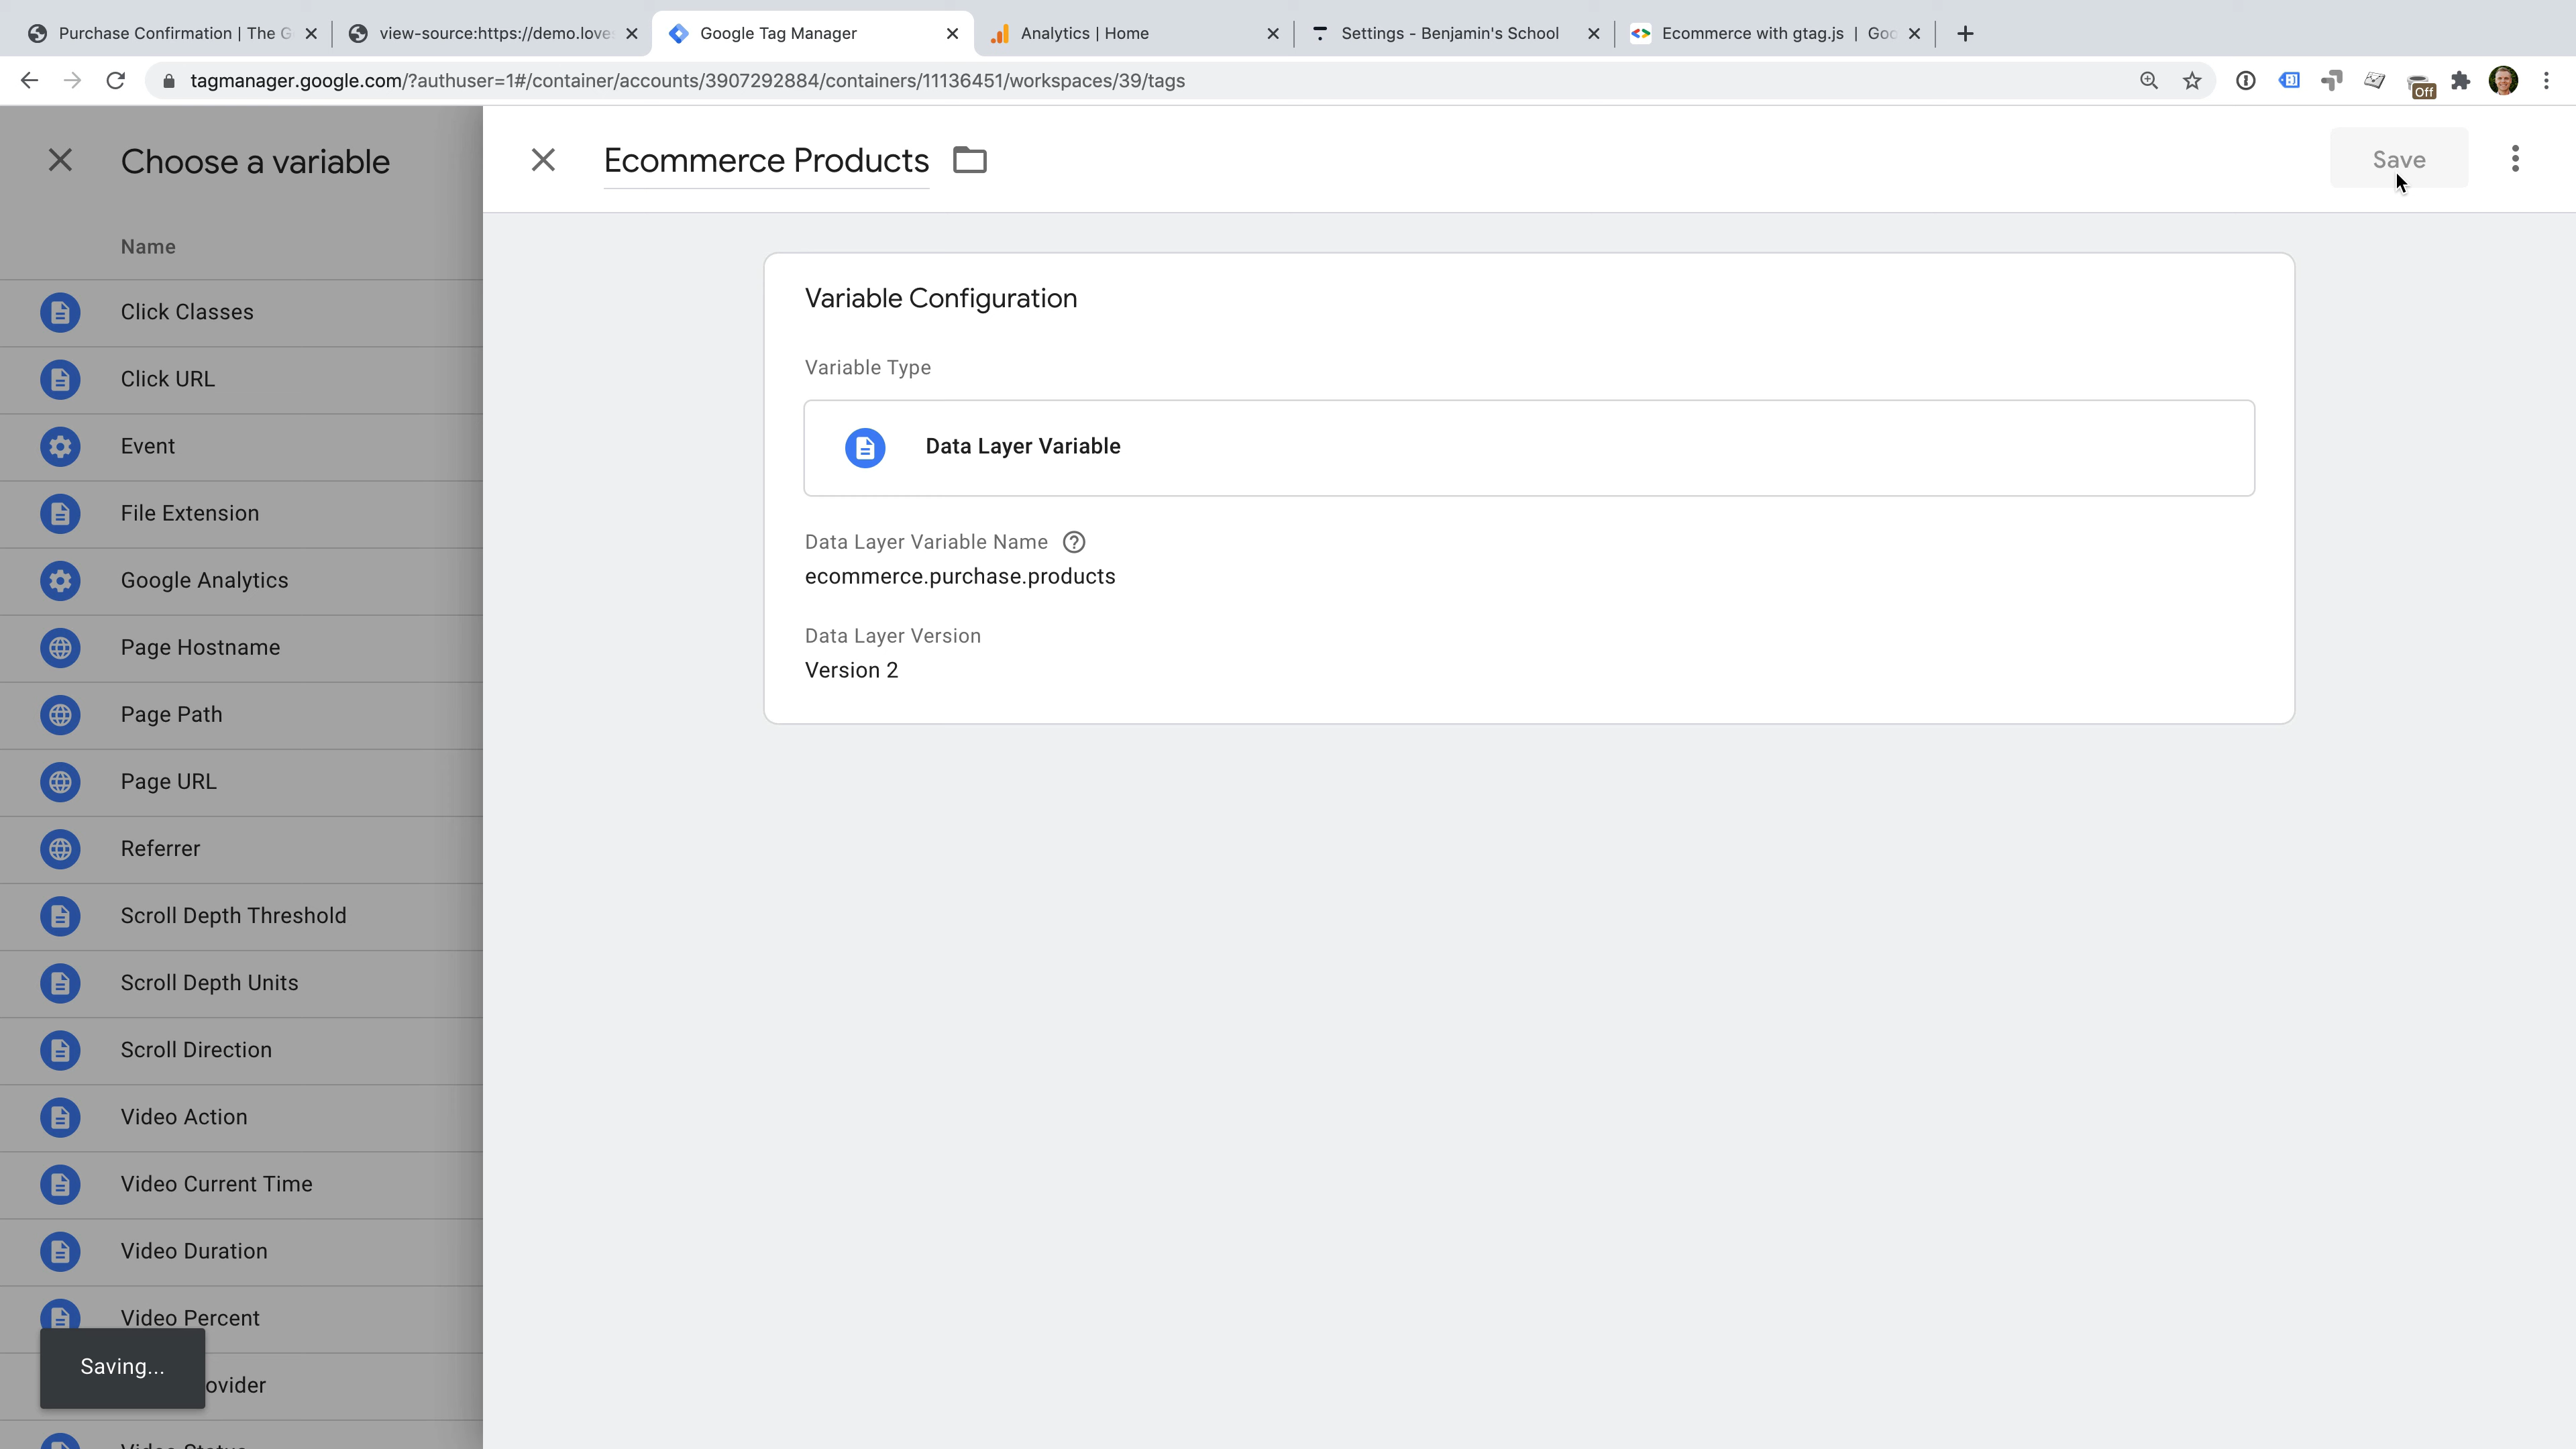 Purchase Confirmation | The G
view-source:https://demo.love
Google Tag Manager
Analytics | Home
Settings - Benjamin's School
Ecommerce with gtag.js | Goo
tagmanager.google.com/?authuser=1#/container/accounts/3907292884/containers/11136451/workspaces/39/tags
Off
Choose a variable
Name
Click Classes
Click URL
Event
File Extension
Google Analytics
Page Hostname
Page Path
Page URL
Referrer
Scroll Depth Threshold
Scroll Depth Units
Scroll Direction
Video Action
Video Current Time
Video Duration
Video Percent
Saving...
ovider
Video Status
Ecommerce Products
Save
Variable Configuration
Variable Type
Data Layer Variable
Data Layer Variable Name
ecommerce.purchase.products
Data Layer Version
Version 2